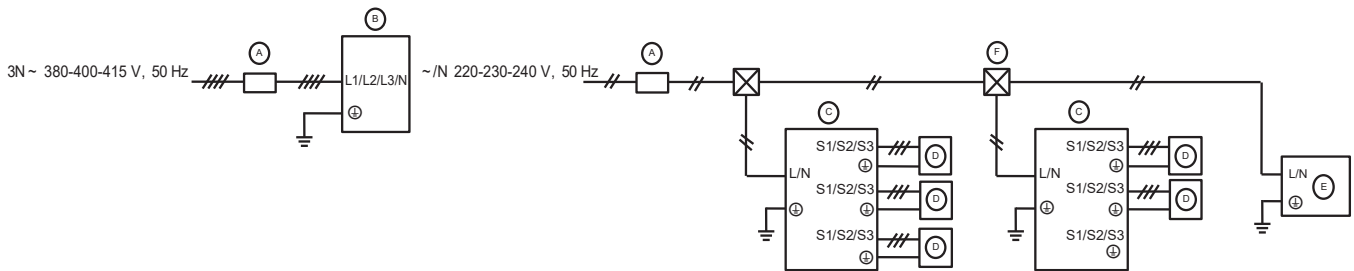 B
A
3N ~ 380-400-415 V, 50 Hz
L1/L2/L3/N
~/N 220-230-240 V, 50 Hz
A
F
C
S1/S2/S3
D
L/N
S1/S2/S3
D
S1/S2/S3
D
C
S1/S2/S3
D
L/N
S1/S2/S3
D
S1/S2/S3
L/N
E